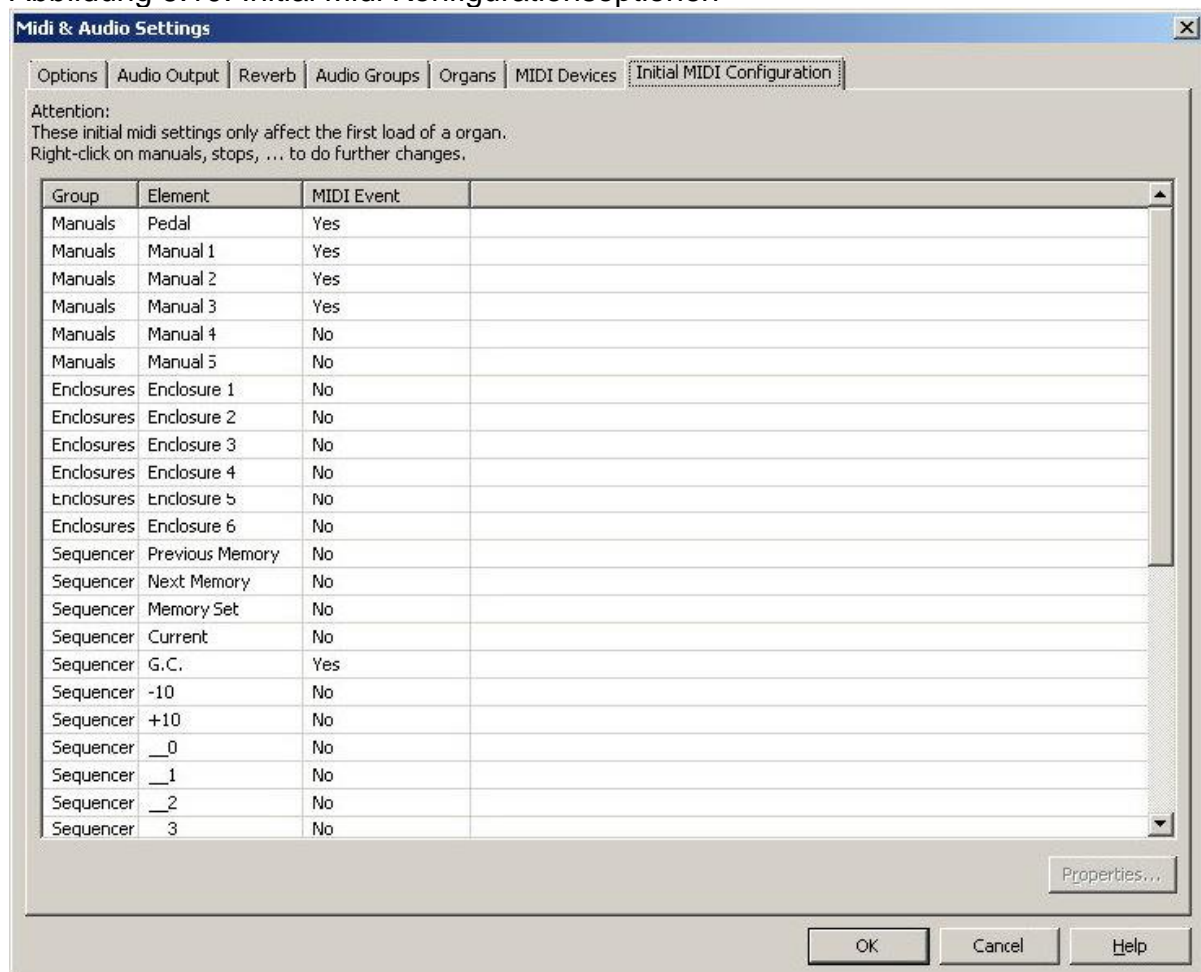 Abbildung 3.10: Initial Midi Konfigurationsoptionen
Midi & Audio Settings
Options Audio Output Reverb Audio Groups Organs MIDI Devices Initial MIDI Configuration
Attention:
These initial midi settings only affect the first load of a organ.
Right-click on manuals, stops, ... to do further changes.
Group Element MIDI Event
Manuals Pedal Yes
Manuals Manual 1 Yes
Manuals Manual 2 Yes
Manuals Manual 3 Yes
Manuals Manual 4 No
Manuals Manual 5 No
Enclosures Enclosure 1 No
Enclosures Enclosure 2 No
Enclosures Enclosure 3 No
Enclosures Enclosure 4 No
Enclosures Enclosure 5 No
Enclosures Enclosure 6 No
Sequencer Previous Memory No
Sequencer Next Memory No
Sequencer Memory Set No
Sequencer Current No
Sequencer G.C. Yes
Sequencer -10 No
Sequencer +10 No
Sequencer __0 No
Sequencer __1 No
Sequencer __2 No
Sequencer 3 No
Properties...
OK Cancel Help